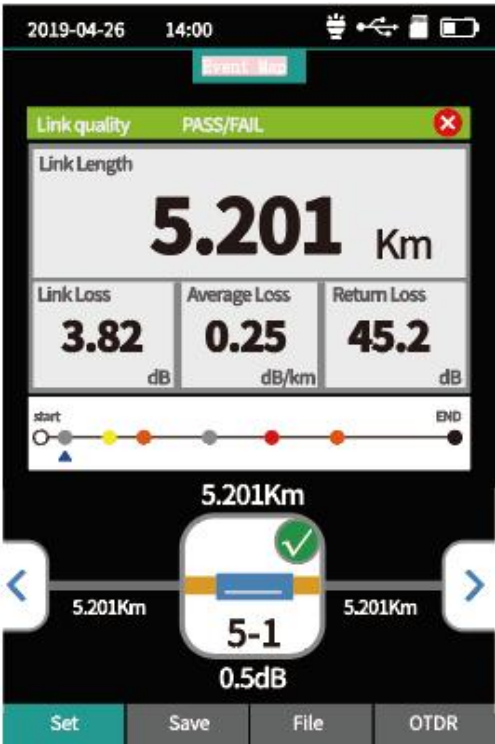 2019-04-26 14:00
Event Map
Link quality PASS/FAIL
Link Length
5.201 Km
Link Loss Average Loss Return Loss
3.82 0.25 45.2
dB dB/km dB
start END
5.201Km
5.201Km 5.201Km
5-1
0.5dB
Set Save File OTDR